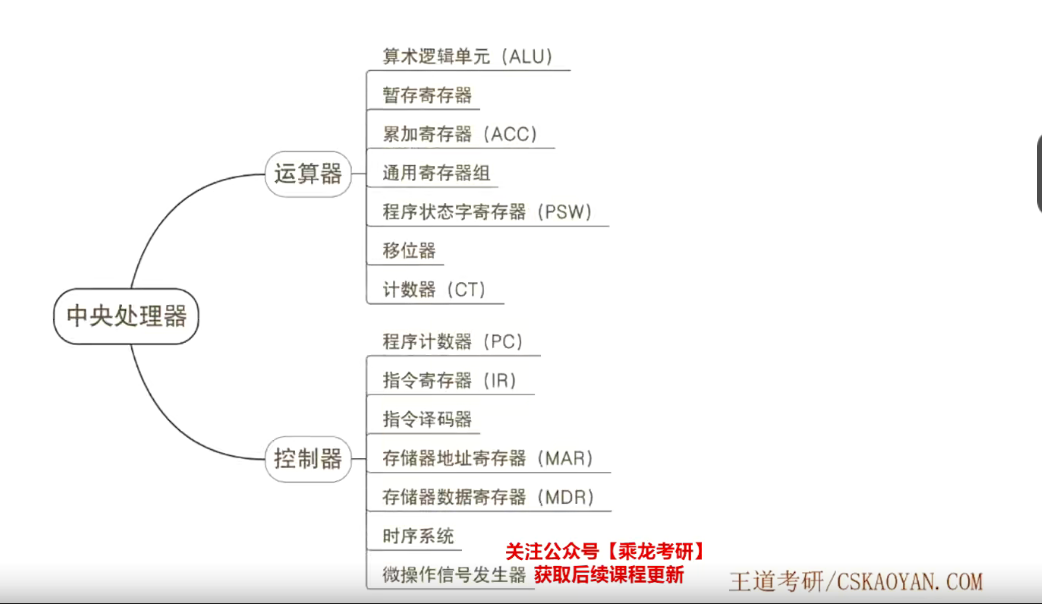 算术逻辑单元（ALU）
暂存寄存器
累加寄存器（ACC）
通用寄存器组
程序状态字寄存器（PSW）
移位器
计数器（CT）
运算器
中央处理器
程序计数器（PC）
指令寄存器（IR）
指令译码器
存储器地址寄存器（MAR）
存储器数据寄存器（MDR）
时序系统
微操作信号发生器
控制器
关注公众号【乘龙考研】
获取后续课程更新
王道考研/CSKAOYAN.COM